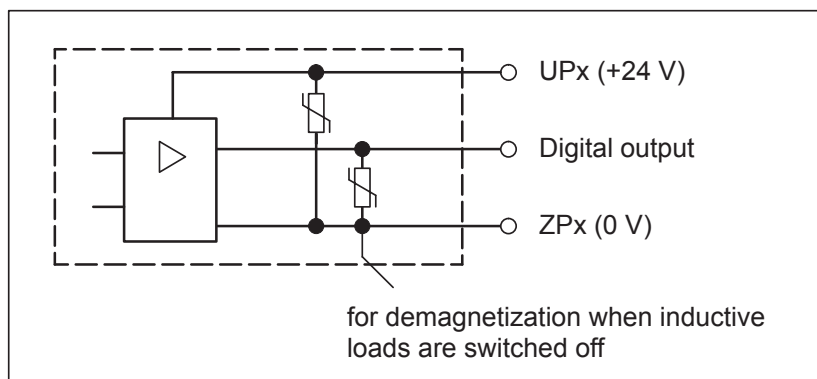 UPx (+24 V)
Digital output
ZPx (0 V)
for demagnetization when inductive
loads are switched off